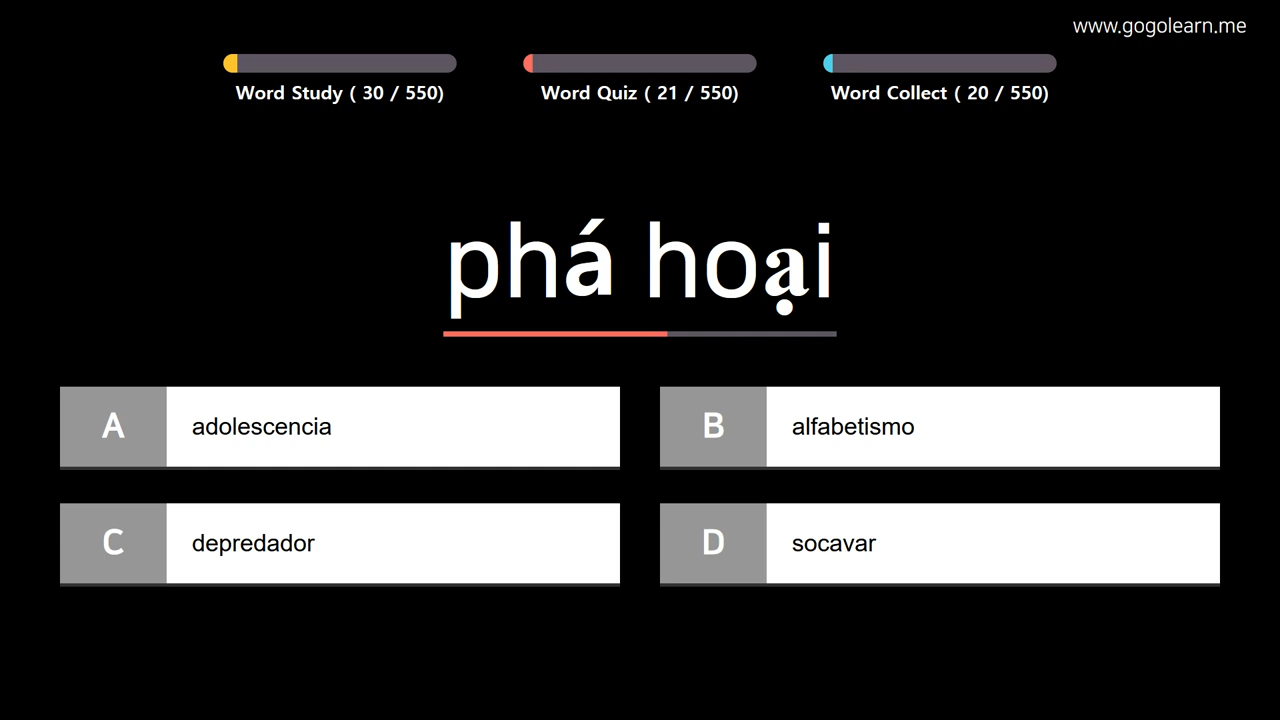 www.gogolearn.me
Word Study ( 30 / 550)
Word Quiz ( 21 / 550)
Word Collect ( 20 / 550)
phá hoại
A
adolescencia
B
alfabetismo
C
depredador
D
socavar